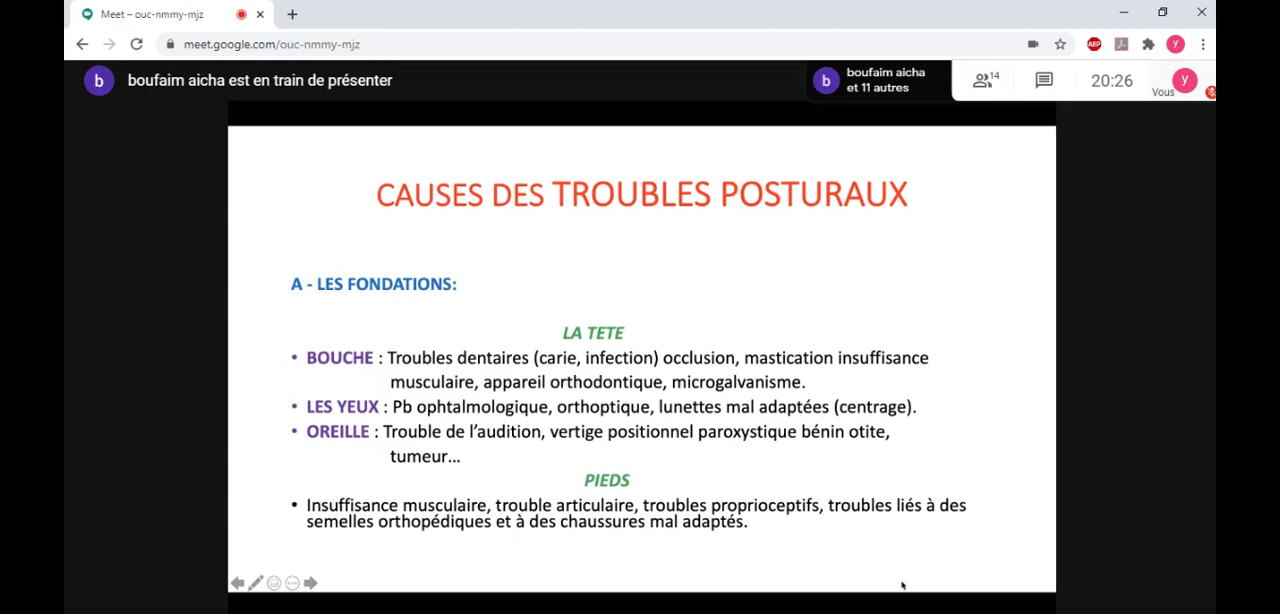 Meet – ouc-nmmy-mjz
meet.google.com/ouc-nmmy-mjz
ABP
y
b
boufaim aicha est en train de présenter
b
boufaim aicha
et 11 autres
14
20:26
Vous
y
CAUSES DES TROUBLES POSTURAUX
A - LES FONDATIONS:
LA TETE
• BOUCHE : Troubles dentaires (carie, infection) occlusion, mastication insuffisance
musculaire, appareil orthodontique, microgalvanisme.
• LES YEUX : Pb ophtalmologique, orthoptique, lunettes mal adaptées (centrage).
• OREILLE : Trouble de l’audition, vertige positionnel paroxystique bénin otite,
tumeur...
PIEDS
• Insuffisance musculaire, trouble articulaire, troubles proprioceptifs, troubles liés à des
semelles orthopédiques et à des chaussures mal adaptés.